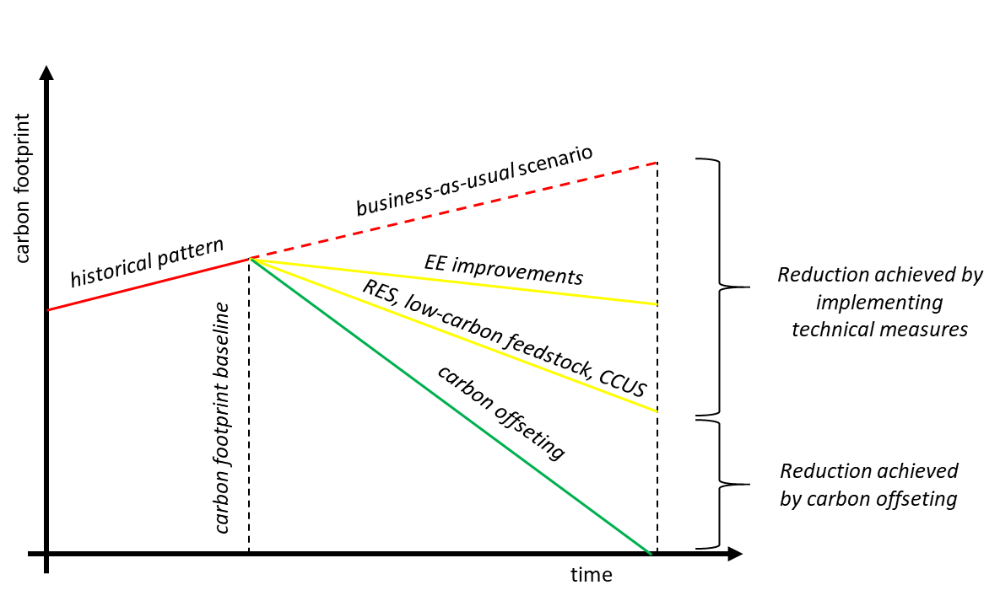 carbon footprint
historical pattern
business-as-usual scenario
EE improvements
RES, low-carbon feedstock, CCUS
carbon offseting
carbon footprint baseline
time
Reduction achieved by
implementing
technical measures
Reduction achieved
by carbon offseting